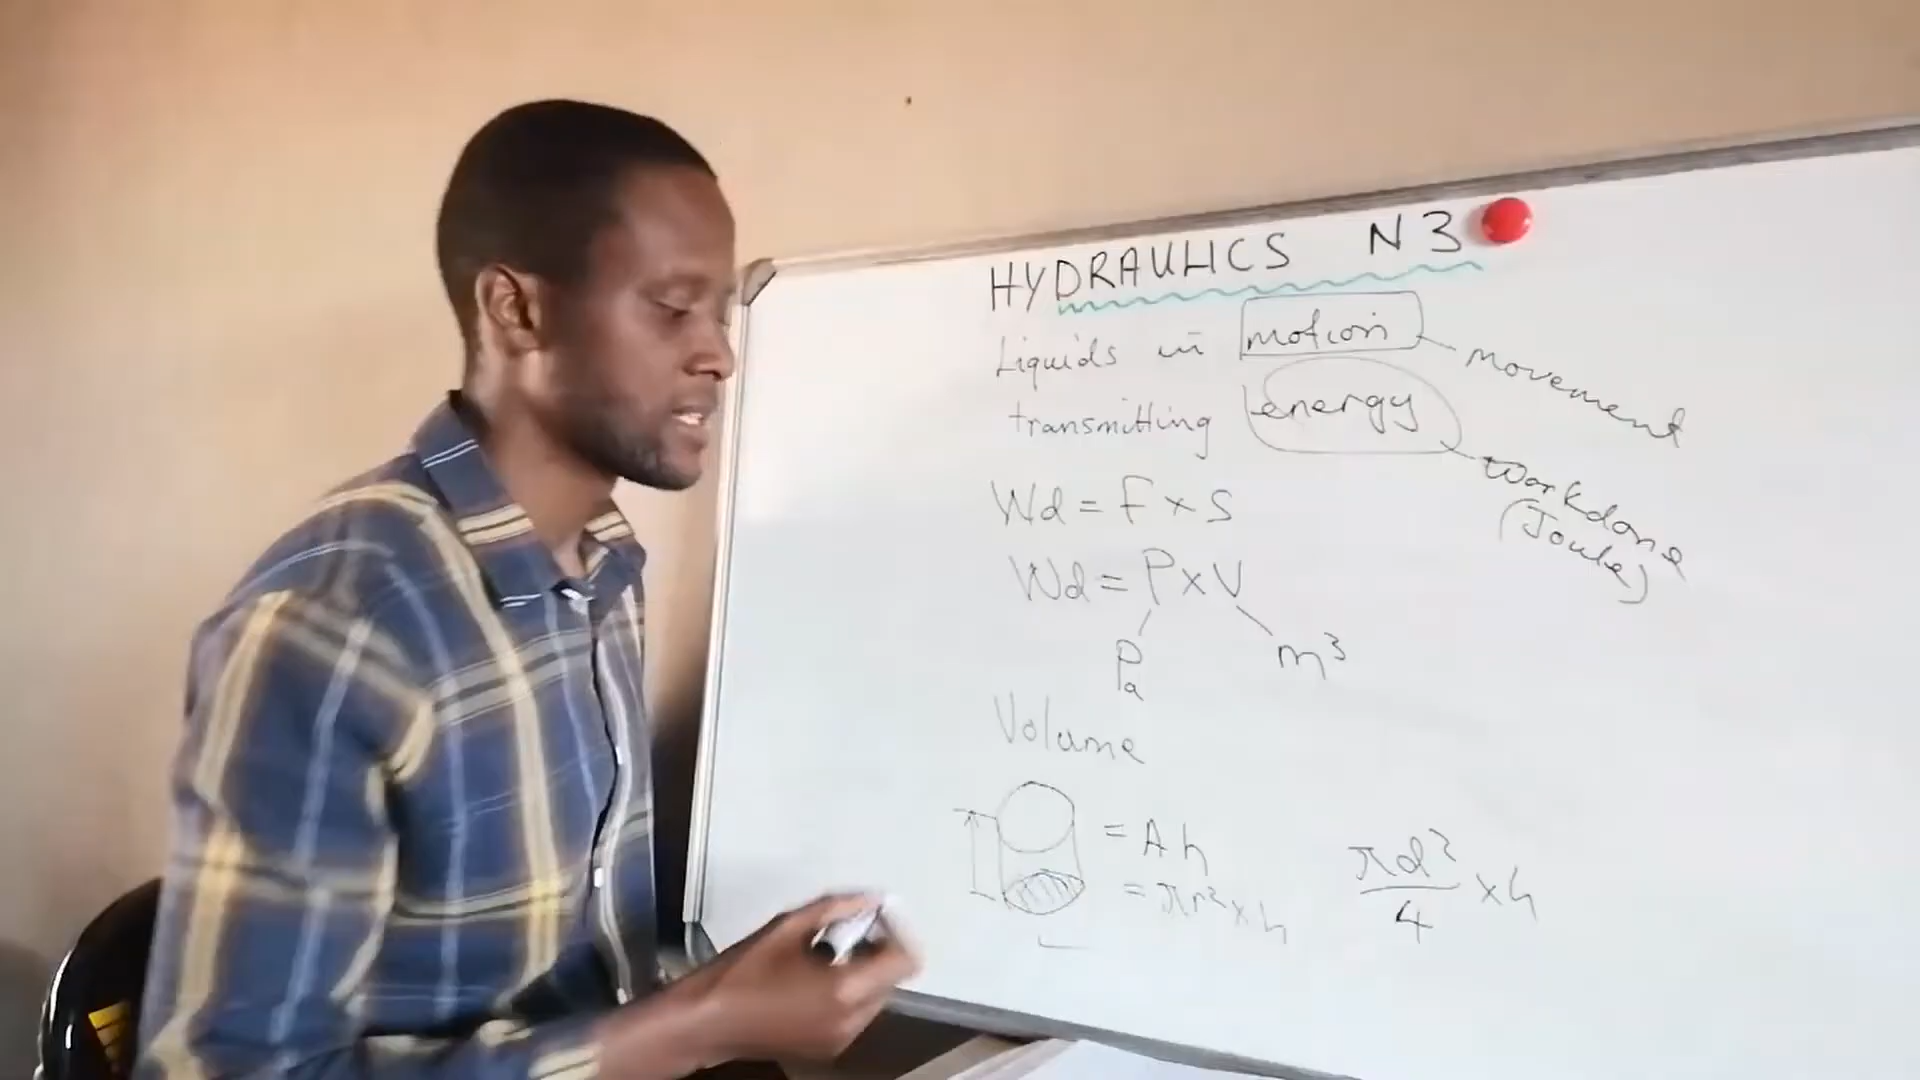 HYDRAULICS N3
Liquids in motion
movement
transmitting energy
Workdone
(Joule)
Wd = F x S
Wd = P x V
Pa
m³
Volume
= A h
= πr² x h
πd²/4 x h